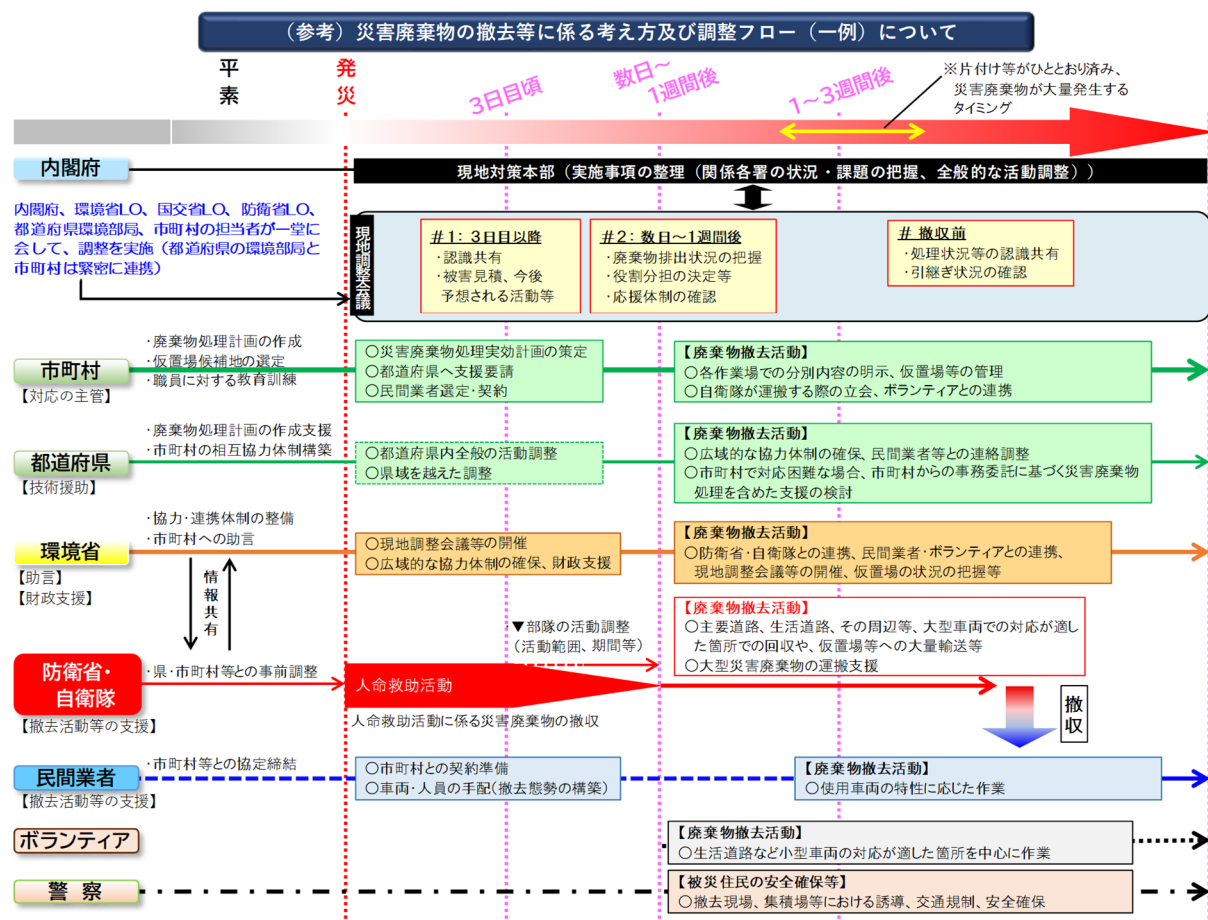 （参考）災害廃棄物の撤去等に係る考え方及び調整フロー（一例）について
平素
発災
3日目頃
数日～
1週間後
1～3週間後
※片付け等がひととおり済み、
災害廃棄物が大量発生する
タイミング
内閣府
現地対策本部（実施事項の整理（関係各署の状況・課題の把握、全般的な活動調整））
内閣府、環境省LO、国交省LO、防衛省LO、
都道府県環境部局、市町村の担当者が一堂に
会して、調整を実施（都道府県の環境部局と
市町村は緊密に連携）
現地調整会議
＃1：3日目以降
・認識共有
・被害見積、今後
予想される活動等
＃2：数日～1週間後
・廃棄物排出状況の把握
・役割分担の決定等
・応援体制の確認
＃ 撤収前
・処理状況等の認識共有
・引継ぎ状況の確認
市町村
【対応の主管】
・廃棄物処理計画の作成
・仮置場候補地の選定
・職員に対する教育訓練
○災害廃棄物処理実効計画の策定
○都道府県へ支援要請
○民間業者選定・契約
【廃棄物撤去活動】
○各作業場での分別内容の明示、仮置場等の管理
○自衛隊が運搬する際の立会、ボランティアとの連携
都道府県
【技術援助】
・廃棄物処理計画の作成支援
・市町村の相互協力体制構築
○都道府県内全般の活動調整
○県域を越えた調整
【廃棄物撤去活動】
○広域的な協力体制の確保、民間業者等との連絡調整
○市町村で対応困難な場合、市町村からの事務委託に基づく災害廃棄物
処理を含めた支援の検討
環境省
【助言】
【財政支援】
・協力・連携体制の整備
・市町村への助言
情報共有
○現地調整会議等の開催
○広域的な協力体制の確保、財政支援
【廃棄物撤去活動】
○防衛省・自衛隊との連携、民間業者・ボランティアとの連携、
現地調整会議等の開催、仮置場の状況の把握等
防衛省・
自衛隊
【撤去活動等の支援】
・県・市町村等との事前調整
▼部隊の活動調整
（活動範囲、期間等）
人命救助活動
人命救助活動に係る災害廃棄物の撤収
【廃棄物撤去活動】
○主要道路、生活道路、その周辺等、大型車両での対応が適し
た箇所での回収や、仮置場等への大量輸送等
○大型災害廃棄物の運搬支援
撤収
民間業者
【撤去活動等の支援】
・市町村等との協定締結
○市町村との契約準備
○車両・人員の手配（撤去態勢の構築）
【廃棄物撤去活動】
○使用車両の特性に応じた作業
ボランティア
【廃棄物撤去活動】
○生活道路など小型車両の対応が適した箇所を中心に作業
警察
【被災住民の安全確保等】
○撤去現場、集積場等における誘導、交通規制、安全確保